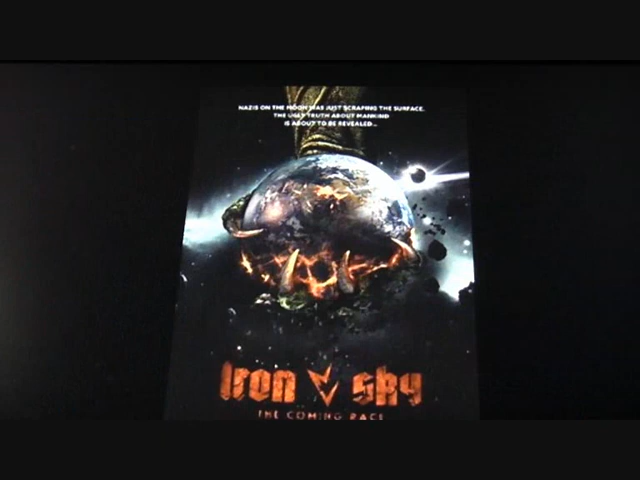 NAZIS ON THE MOON WAS JUST SCRAPING THE SURFACE.
THE UGLY TRUTH ABOUT MANKIND
IS ABOUT TO BE REVEALED...
Iron Sky
THE COMING RACE